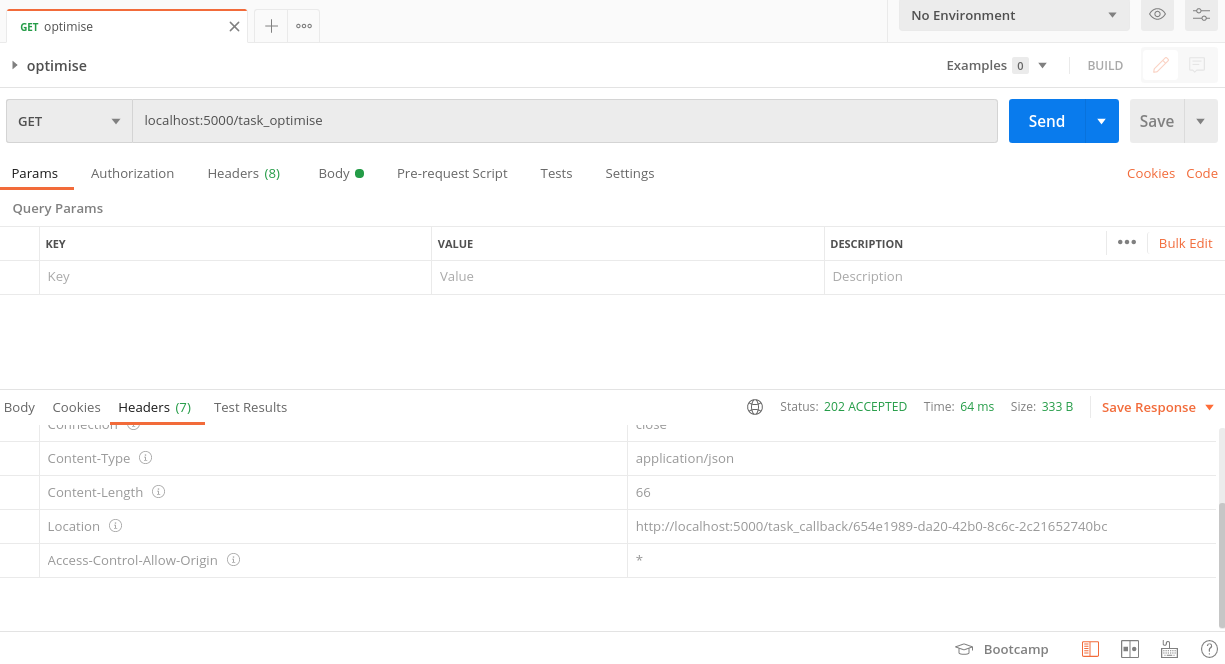 GET optimise
No Environment
optimise
Examples 0
BUILD
GET
localhost:5000/task_optimise
Send
Save
Params Authorization Headers (8) Body Pre-request Script Tests Settings Cookies Code
Query Params
KEY VALUE DESCRIPTION Bulk Edit
Key Value Description
Body Cookies Headers (7) Test Results Status: 202 ACCEPTED Time: 64 ms Size: 333 B Save Response
Connection close
Content-Type application/json
Content-Length 66
Location http://localhost:5000/task_callback/654e1989-da20-42b0-8c6c-2c21652740bc
Access-Control-Allow-Origin *
Bootcamp